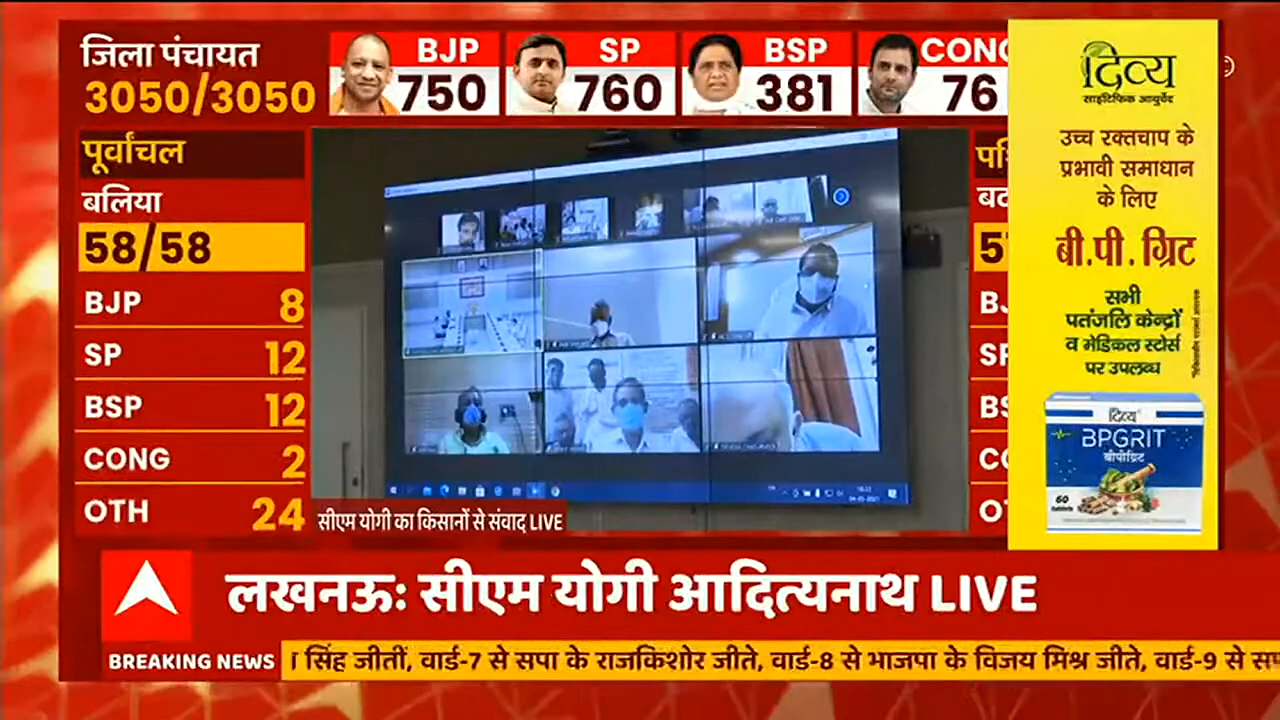 जिला पंचायत
3050/3050
BJP
750
SP
760
BSP
381
CONG
76
पूर्वांचल
बलिया
58/58
BJP 8
SP 12
BSP 12
CONG 2
OTH 24
सीएम योगी का किसानों से संवाद LIVE
दिव्य
साइंटिफिक आयुर्वेद
उच्च रक्तचाप के
प्रभावी समाधान
के लिए
बी.पी. ग्रिट
सभी
पतंजलि केन्द्रों
व मेडिकल स्टोर्स
पर उपलब्ध
दिव्य
BPGRIT
बीपीग्रिट
60
लखनऊः सीएम योगी आदित्यनाथ LIVE
BREAKING NEWS
सिंह जीतीं, वार्ड-7 से सपा के राजकिशोर जीते, वार्ड-8 से भाजपा के विजय मिश्र जीते, वार्ड-9 से